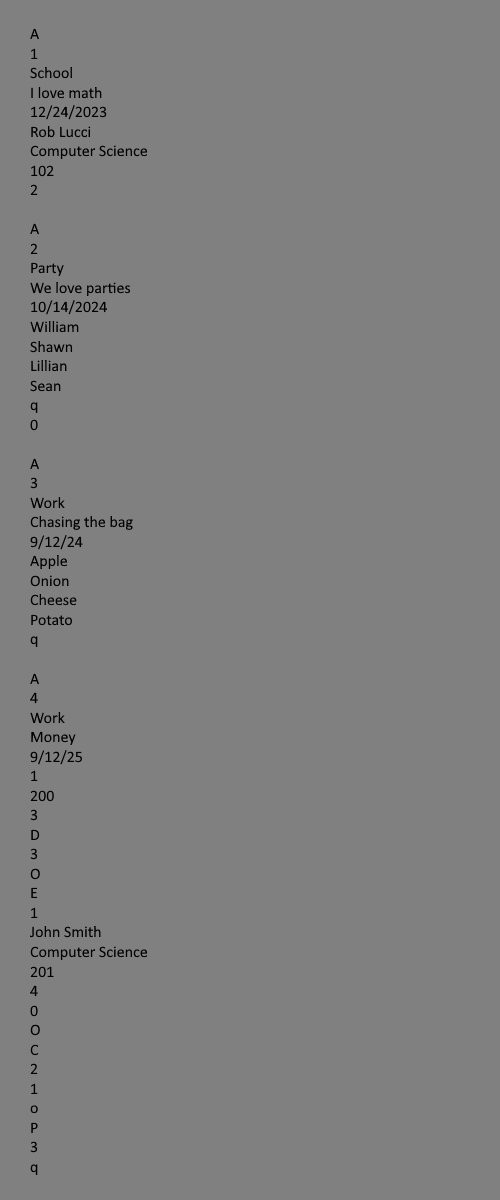 A
1
School
I love math
12/24/2023
Rob Lucci
Computer Science
102
2

A
2
Party
We love parties
10/14/2024
William
Shawn
Lillian
Sean
q
0

A
3
Work
Chasing the bag
9/12/24
Apple
Onion
Cheese
Potato
q

A
4
Work
Money
9/12/25
1
200
3
D
3
O
E
1
John Smith
Computer Science
201
4
0
O
C
2
1
o
P
3
q